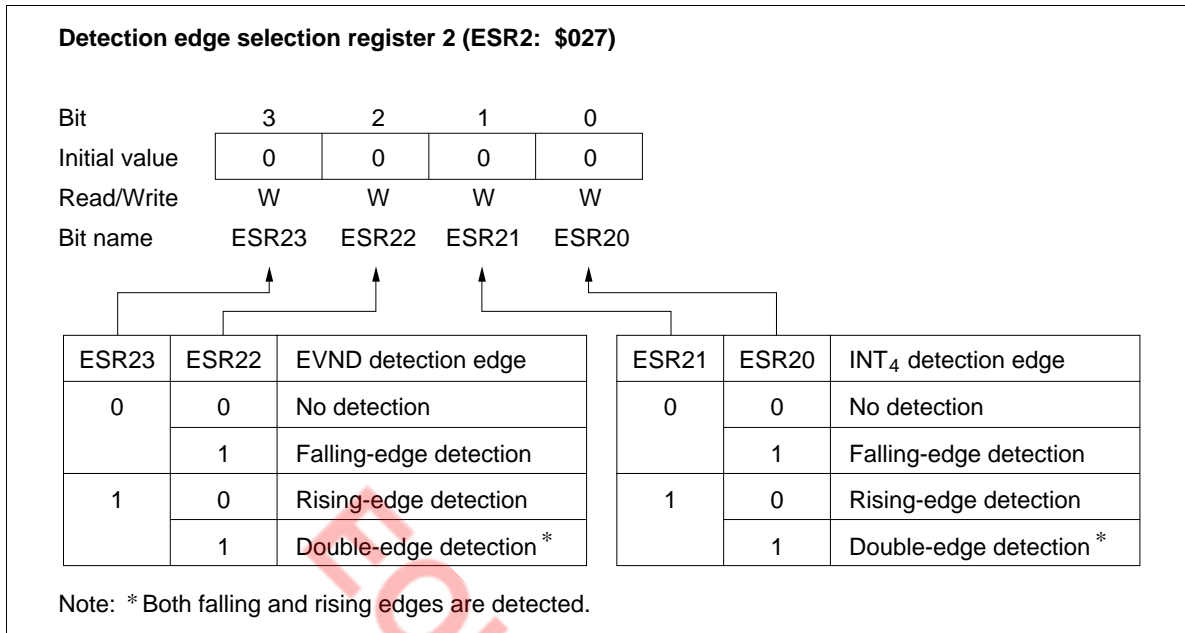 Detection edge selection register 2 (ESR2: $027)
Bit 3 2 1 0
Initial value 0 0 0 0
Read/Write W W W W
Bit name ESR23 ESR22 ESR21 ESR20
ESR23 ESR22 EVND detection edge
0 0 No detection
1 Falling-edge detection
1 0 Rising-edge detection
1 Double-edge detection*
ESR21 ESR20 INT4 detection edge
0 0 No detection
1 Falling-edge detection
1 0 Rising-edge detection
1 Double-edge detection*
Note: * Both falling and rising edges are detected.